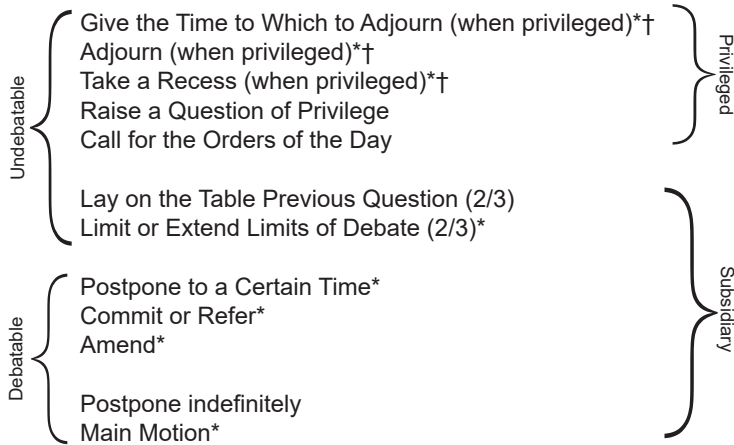 Give the Time to Which to Adjourn (when privileged)*†
Adjourn (when privileged)*†
Take a Recess (when privileged)*†
Raise a Question of Privilege
Call for the Orders of the Day
Privileged
Undebatable
Lay on the Table Previous Question (2/3)
Limit or Extend Limits of Debate (2/3)*
Postpone to a Certain Time*
Commit or Refer*
Amend*
Subsidiary
Debatable
Postpone indefinitely
Main Motion*